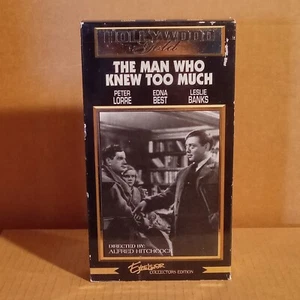 HOLLYWOOD
Gold
THE MAN WHO
KNEW TOO MUCH
PETER EDNA LESLIE
LORRE BEST BANKS
DIRECTED BY:
ALFRED HITCHCOCK
COLLECTORS EDITION